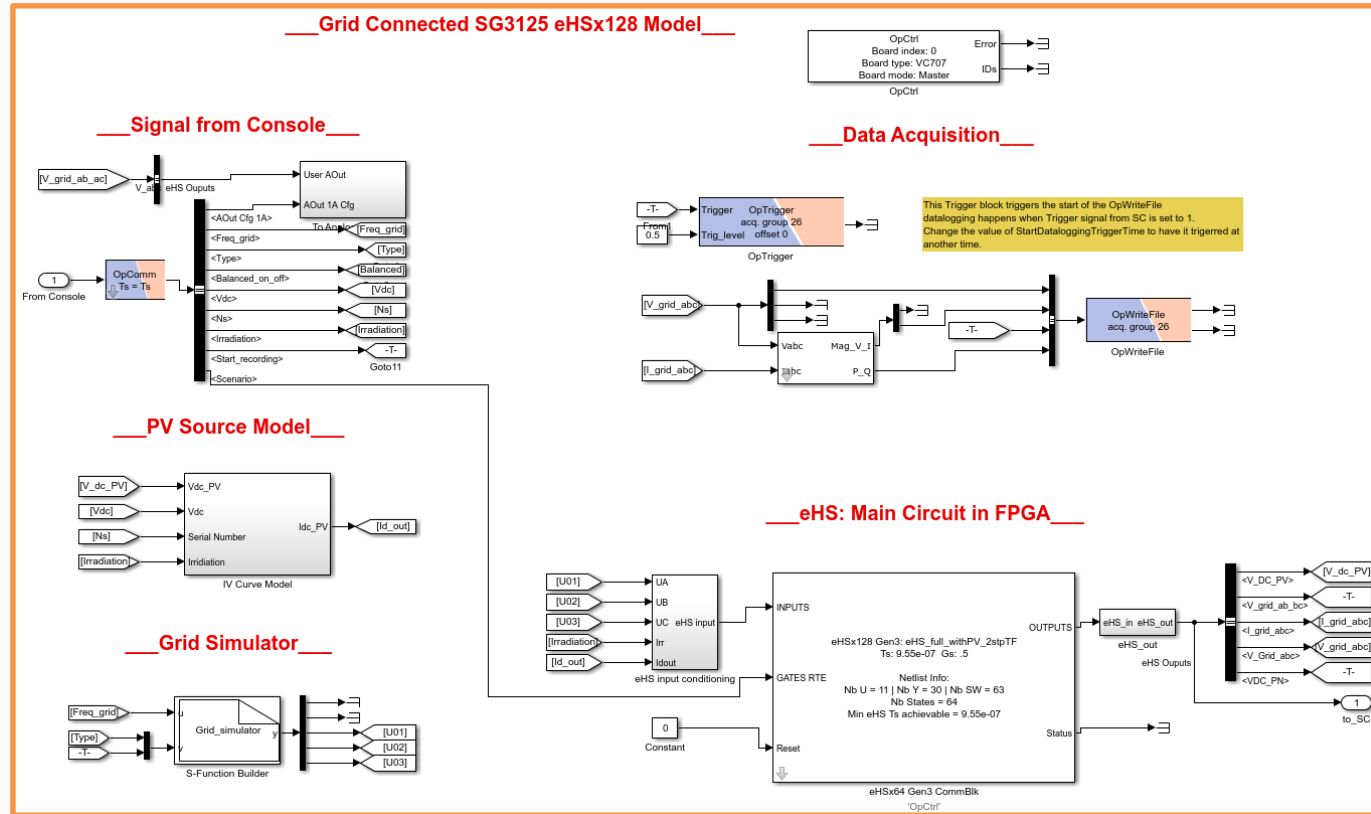 ___Grid Connected SG3125 eHSx128 Model___
OpCtrl
Board index: 0
Board type: VC707
Board mode: Master
Error
IDs
OpCtrl
___Signal from Console___
[V_grid_ab_ac]
eHS Ouputs
User AOut
AOut 1A Cfg
<AOut Cfg 1A>
[Freq_grid]
<Freq_grid>
[Type]
<Type>
[Balanced]
<Balanced_on_off>
[Vdc]
<Vdc>
[Ns]
<Ns>
[Irradiation]
<Irradiation>
-T-
Goto11
<Start_recording>
<Scenario>
1
From Console
OpComm
Ts = Ts
___Data Acquisition___
-T-
0.5
Trigger
Trig_level
OpTrigger
acq. group 26
offset 0
OpTrigger
This Trigger block triggers the start of the OpWriteFile
datalogging happens when Trigger signal from SC is set to 1.
Change the value of StartDataloggingTriggerTime to have it trigerred at
another time.
[V_grid_abc]
[I_grid_abc]
Vabc
Iabc
Mag_V_I
P_Q
-T-
OpWriteFile
acq. group 26
OpWriteFile
___PV Source Model___
[V_dc_PV]
[Vdc]
[Ns]
[Irradiation]
Vdc_PV
Vdc
Serial Number
Irridiation
Idc_PV
[Id_out]
IV Curve Model
___Grid Simulator___
[Freq_grid]
[Type]
-T-
u
v
Grid_simulator
y
S-Function Builder
[U01]
[U02]
[U03]
___eHS: Main Circuit in FPGA___
[U01]
[U02]
[U03]
[Irradiation]
[Id_out]
UA
UB
UC
Irr
Idout
eHS input
eHS input conditioning
0
Constant
INPUTS
GATES RTE
Reset
eHSx128 Gen3: eHS_full_withPV_2stpTF
Ts: 9.55e-07 Gs: .5
Netlist Info:
Nb U = 11 | Nb Y = 30 | Nb SW = 63
Nb States = 64
Min eHS Ts achievable = 9.55e-07
OUTPUTS
Status
eHSx64 Gen3 CommBlk
'OpCtrl'
eHS_in eHS_out
eHS_out
eHS Ouputs
<V_DC_PV>
<V_grid_ab_bc>
<I_grid_abc>
<V_Grid_abc>
<VDC_PN>
[V_dc_PV]
-T-
[I_grid_abc]
[V_grid_abc]
-T-
1
to_SC